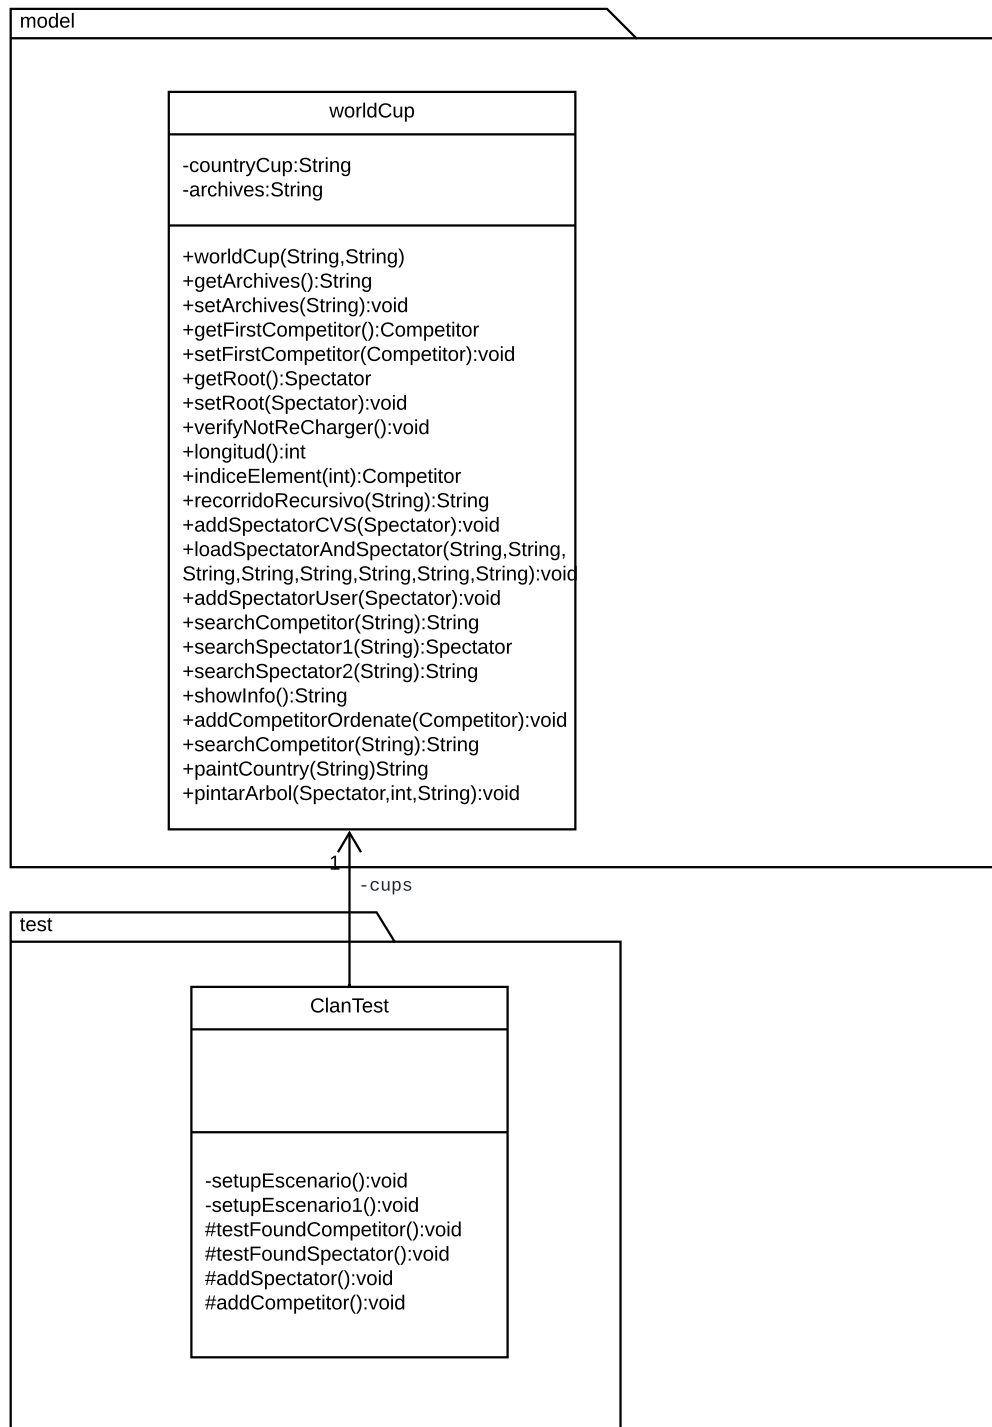 model
worldCup
-countryCup:String
-archives:String
+worldCup(String,String)
+getArchives():String
+setArchives(String):void
+getFirstCompetitor():Competitor
+setFirstCompetitor(Competitor):void
+getRoot():Spectator
+setRoot(Spectator):void
+verifyNotReCharger():void
+longitud():int
+indiceElement(int):Competitor
+recorridoRecursivo(String):String
+addSpectatorCVS(Spectator):void
+loadSpectatorAndSpectator(String,String,
String,String,String,String,String,String):void
+addSpectatorUser(Spectator):void
+searchCompetitor(String):String
+searchSpectator1(String):Spectator
+searchSpectator2(String):String
+showInfo():String
+addCompetitorOrdenate(Competitor):void
+searchCompetitor(String):String
+paintCountry(String)String
+pintarArbol(Spectator,int,String):void
1
-cups
test
ClanTest
-setupEscenario():void
-setupEscenario1():void
#testFoundCompetitor():void
#testFoundSpectator():void
#addSpectator():void
#addCompetitor():void